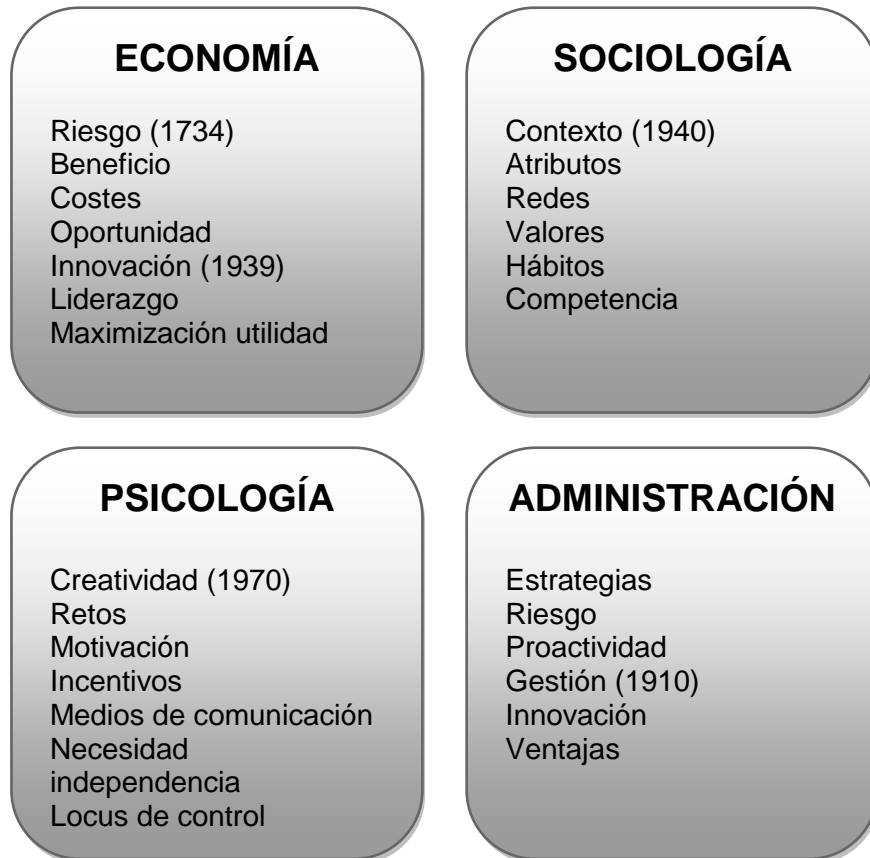 ECONOMÍA
Riesgo (1734)
Beneficio
Costes
Oportunidad
Innovación (1939)
Liderazgo
Maximización utilidad
SOCIOLOGÍA
Contexto (1940)
Atributos
Redes
Valores
Hábitos
Competencia
PSICOLOGÍA
Creatividad (1970)
Retos
Motivación
Incentivos
Medios de comunicación
Necesidad
independencia
Locus de control
ADMINISTRACIÓN
Estrategias
Riesgo
Proactividad
Gestión (1910)
Innovación
Ventajas